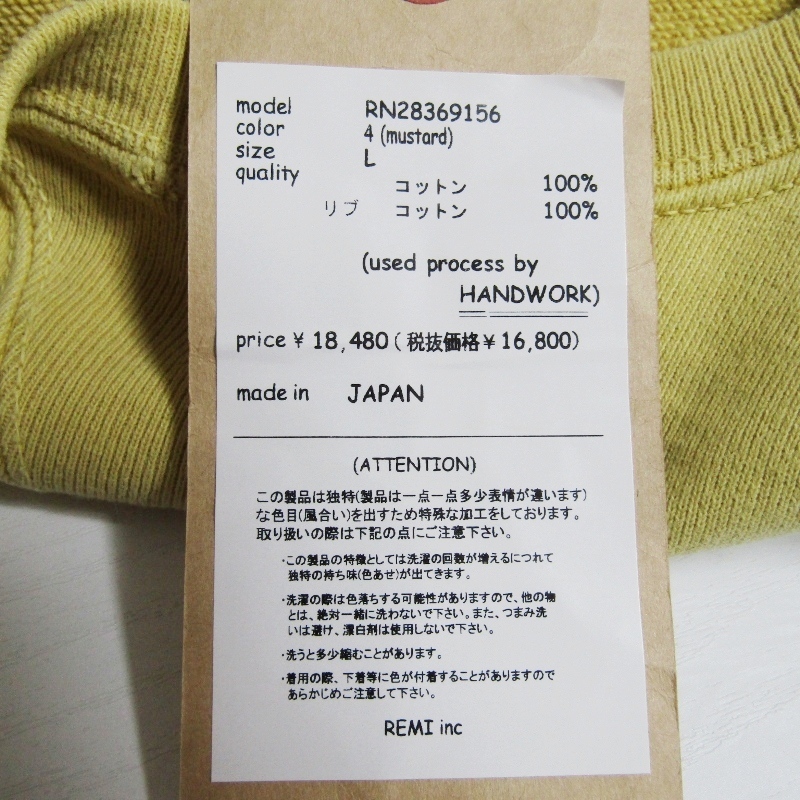 model RN28369156
color 4 (mustard)
size L
quality
コットン 100%
リブ コットン 100%
(used process by
HANDWORK)
price ¥ 18,480 ( 税抜価格 ¥ 16,800)
made in JAPAN
(ATTENTION)
この製品は独特(製品は一点一点多少表情が違います)
な色目(風合い)を出すため特殊な加工をしております。
取り扱いの際は下記の点にご注意下さい。
・この製品の特徴としては洗濯の回数が増えるにつれて
独特の持ち味(色あせ)が出てきます。
・洗濯の際は色落ちする可能性がありますので、他の物
とは、絶対一緒に洗わないで下さい。また、つまみ洗
いは避け、漂白剤は使用しないで下さい。
・洗うと多少縮むことがあります。
・着用の際、下着等に色が付着することがありますので
あらかじめご注意して下さい。
REMI inc